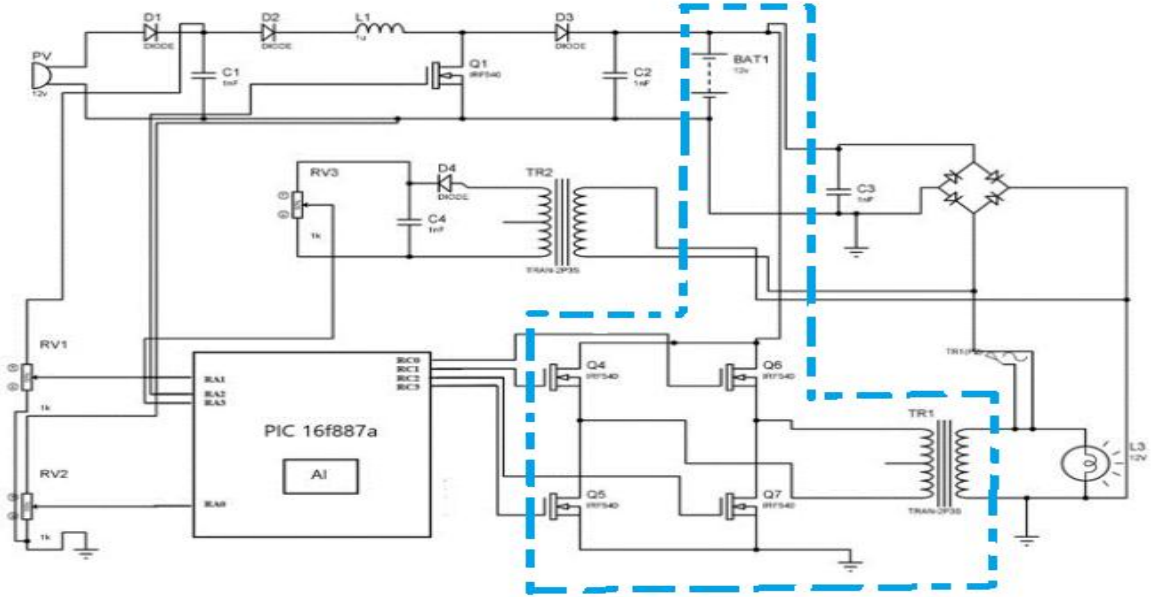 D1
DIODE
D2
DIODE
L1
1u
D3
DIODE
PV
12v
C1
1nF
Q1
IRF540
C2
1nF
BAT1
12v
RV3
1k
D4
DIODE
C4
1nF
TR2
TRAN-2P3S
C3
1nF
RV1
1k
RV2
1k
RA1
RA2
RA3
RA0
RC0
RC1
RC2
RC3
PIC 16f887a
AI
Q4
IRF540
Q6
IRF540
Q5
IRF540
Q7
IRF540
TR1
TRAN-2P3S
L3
12V